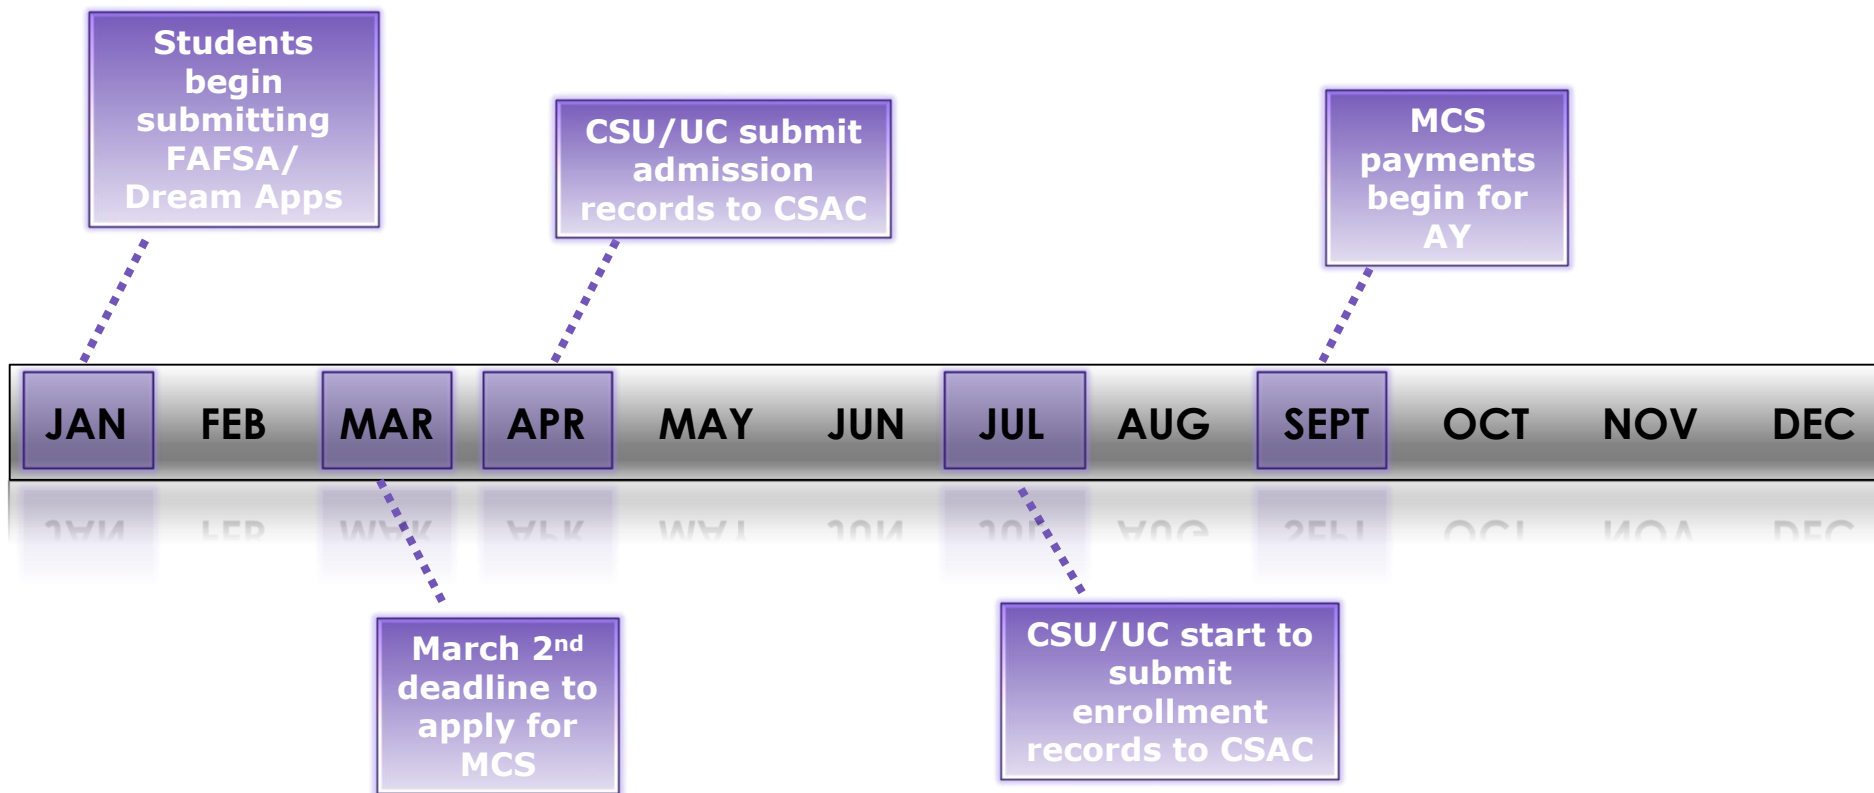 Students
begin
submitting
FAFSA/
Dream Apps
CSU/UC submit
admission
records to CSAC
MCS
payments
begin for
AY
JAN FEB MAR APR MAY JUN JUL AUG SEPT OCT NOV DEC
March 2nd
deadline to
apply for
MCS
CSU/UC start to
submit
enrollment
records to CSAC